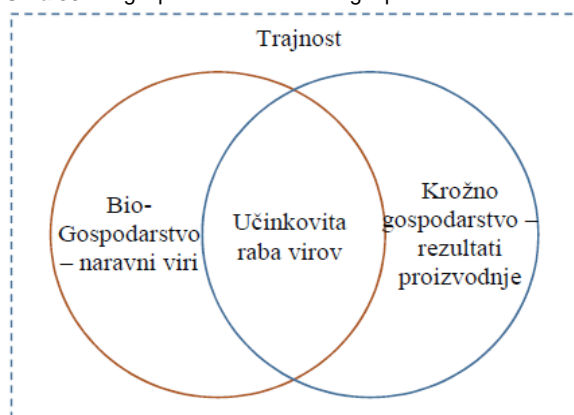 Trajnost
Bio-
Gospodarstvo
– naravni viri
Učinkovita
raba virov
Krožno
gospodarstvo –
rezultati
proizvodnje